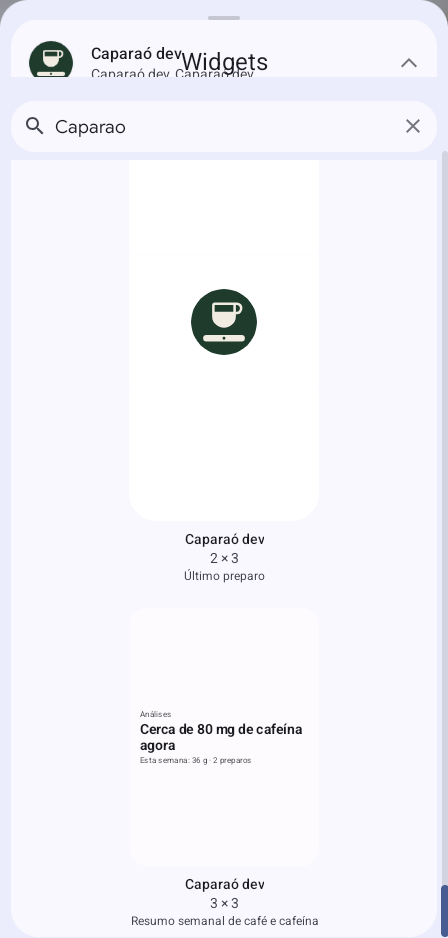 Caparaó dev
Widgets
Caparaó dev, Caparaó dev
Caparao
Caparaó dev
2 × 3
Último preparo
Análises
Cerca de 80 mg de cafeína
agora
Esta semana: 36 g · 2 preparos
Caparaó dev
3 × 3
Resumo semanal de café e cafeína